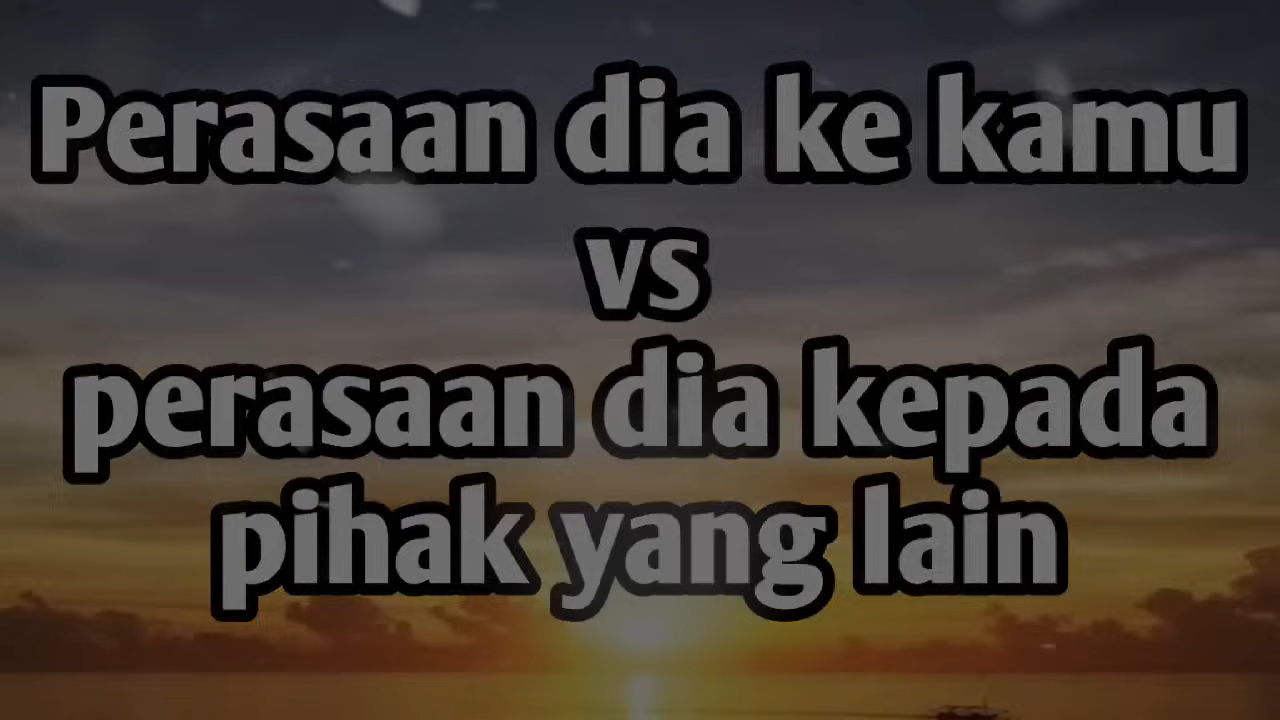 Perasaan dia ke kamu
vs
perasaan dia kepada
pihak yang lain